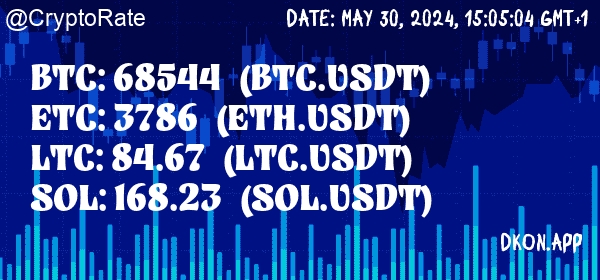 @CryptoRate
DATE: MAY 30, 2024, 15:05:04 GMT+1
BTC: 68544 (BTC.USDT)
ETC: 3786 (ETH.USDT)
LTC: 84.67 (LTC.USDT)
SOL: 168.23 (SOL.USDT)
DKON.APP